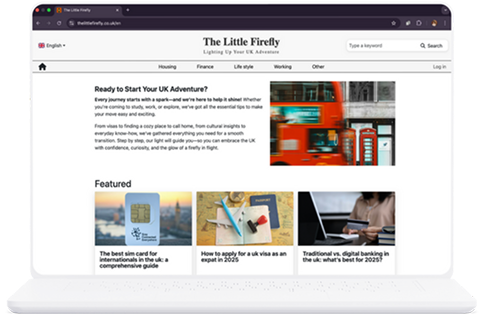 The Little Firefly
thelittlefirefly.co.uk/en
English
The Little Firefly
Lighting Up Your UK Adventure
Type a keyword
Search
Housing Finance Life style Working Other
Log in
Ready to Start Your UK Adventure?
Every journey starts with a spark—and we're here to help it shine! Whether
you're coming to study, work, or explore, we've got all the essential tips to make
your move easy and exciting.
From visas to finding a cozy place to call home, from cultural insights to
everyday know-how, we've gathered everything you need for a smooth
transition. Step by step, our light will guide you—so you can embrace the UK
with confidence, curiosity, and the glow of a firefly in flight.
Featured
The best sim card for
internationals in the uk: a
comprehensive guide
How to apply for a uk visa as an
expat in 2025
Traditional vs. digital banking in
the uk: what's best for 2025?